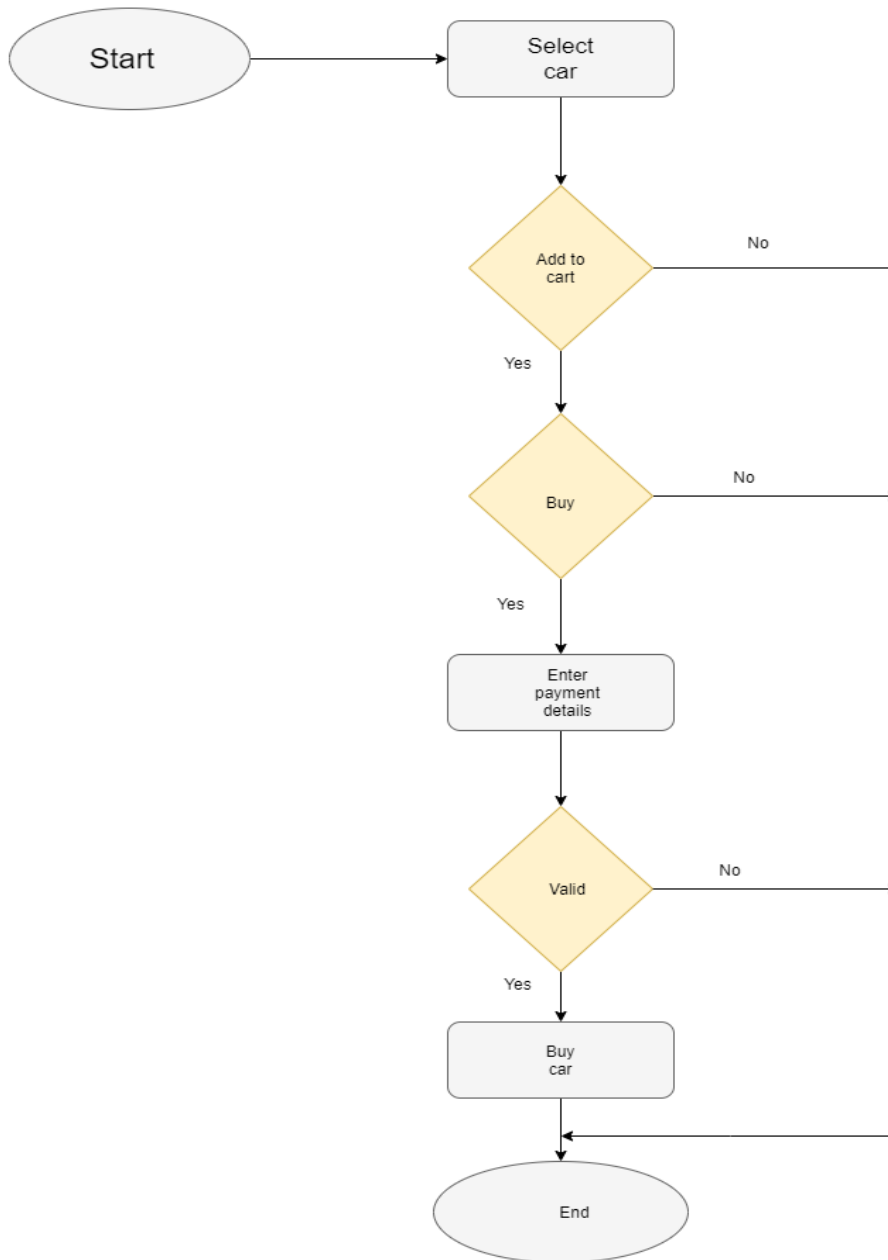 Start
Select
car
Add to
cart
No
Yes
Buy
No
Yes
Enter
payment
details
Valid
No
Yes
Buy
car
End